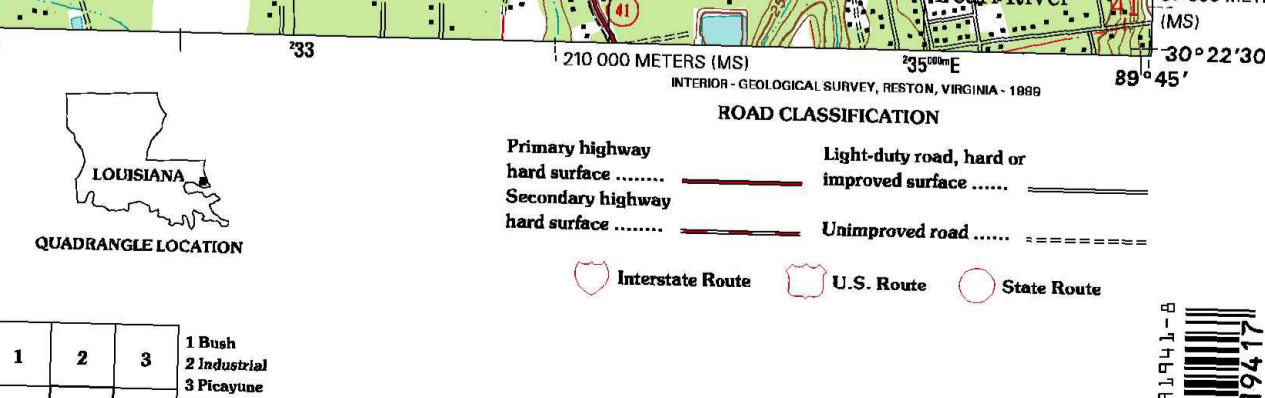 41
41
(MS)
²33
210 000 METERS (MS)
²35⁰⁰⁰ᵐE
30°22'30
89°45'
INTERIOR - GEOLOGICAL SURVEY, RESTON, VIRGINIA - 1999
ROAD CLASSIFICATION
Primary highway
hard surface ........
Light-duty road, hard or
improved surface ......
Secondary highway
hard surface ........
Unimproved road ......
Interstate Route
U.S. Route
State Route
LOUISIANA
QUADRANGLE LOCATION
1
2
3
1 Bush
2 Industrial
3 Picayune